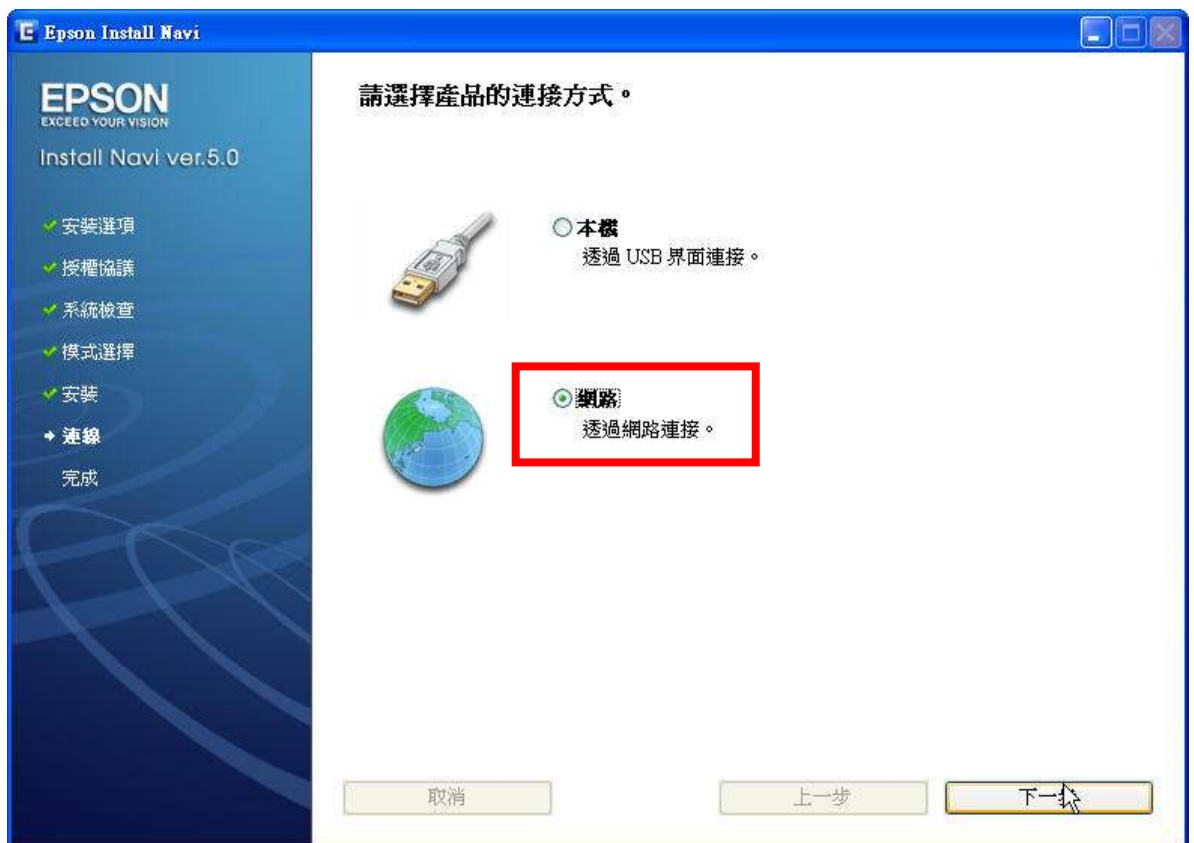 Epson Install Navi
EPSON
EXCEED YOUR VISION
Install Navi ver.5.0
安裝選項
授權協議
系統檢查
模式選擇
安裝
連線
完成
請選擇產品的連接方式。
本機
透過 USB 界面連接。
網路
透過網路連接。
取消
上一步
下一步